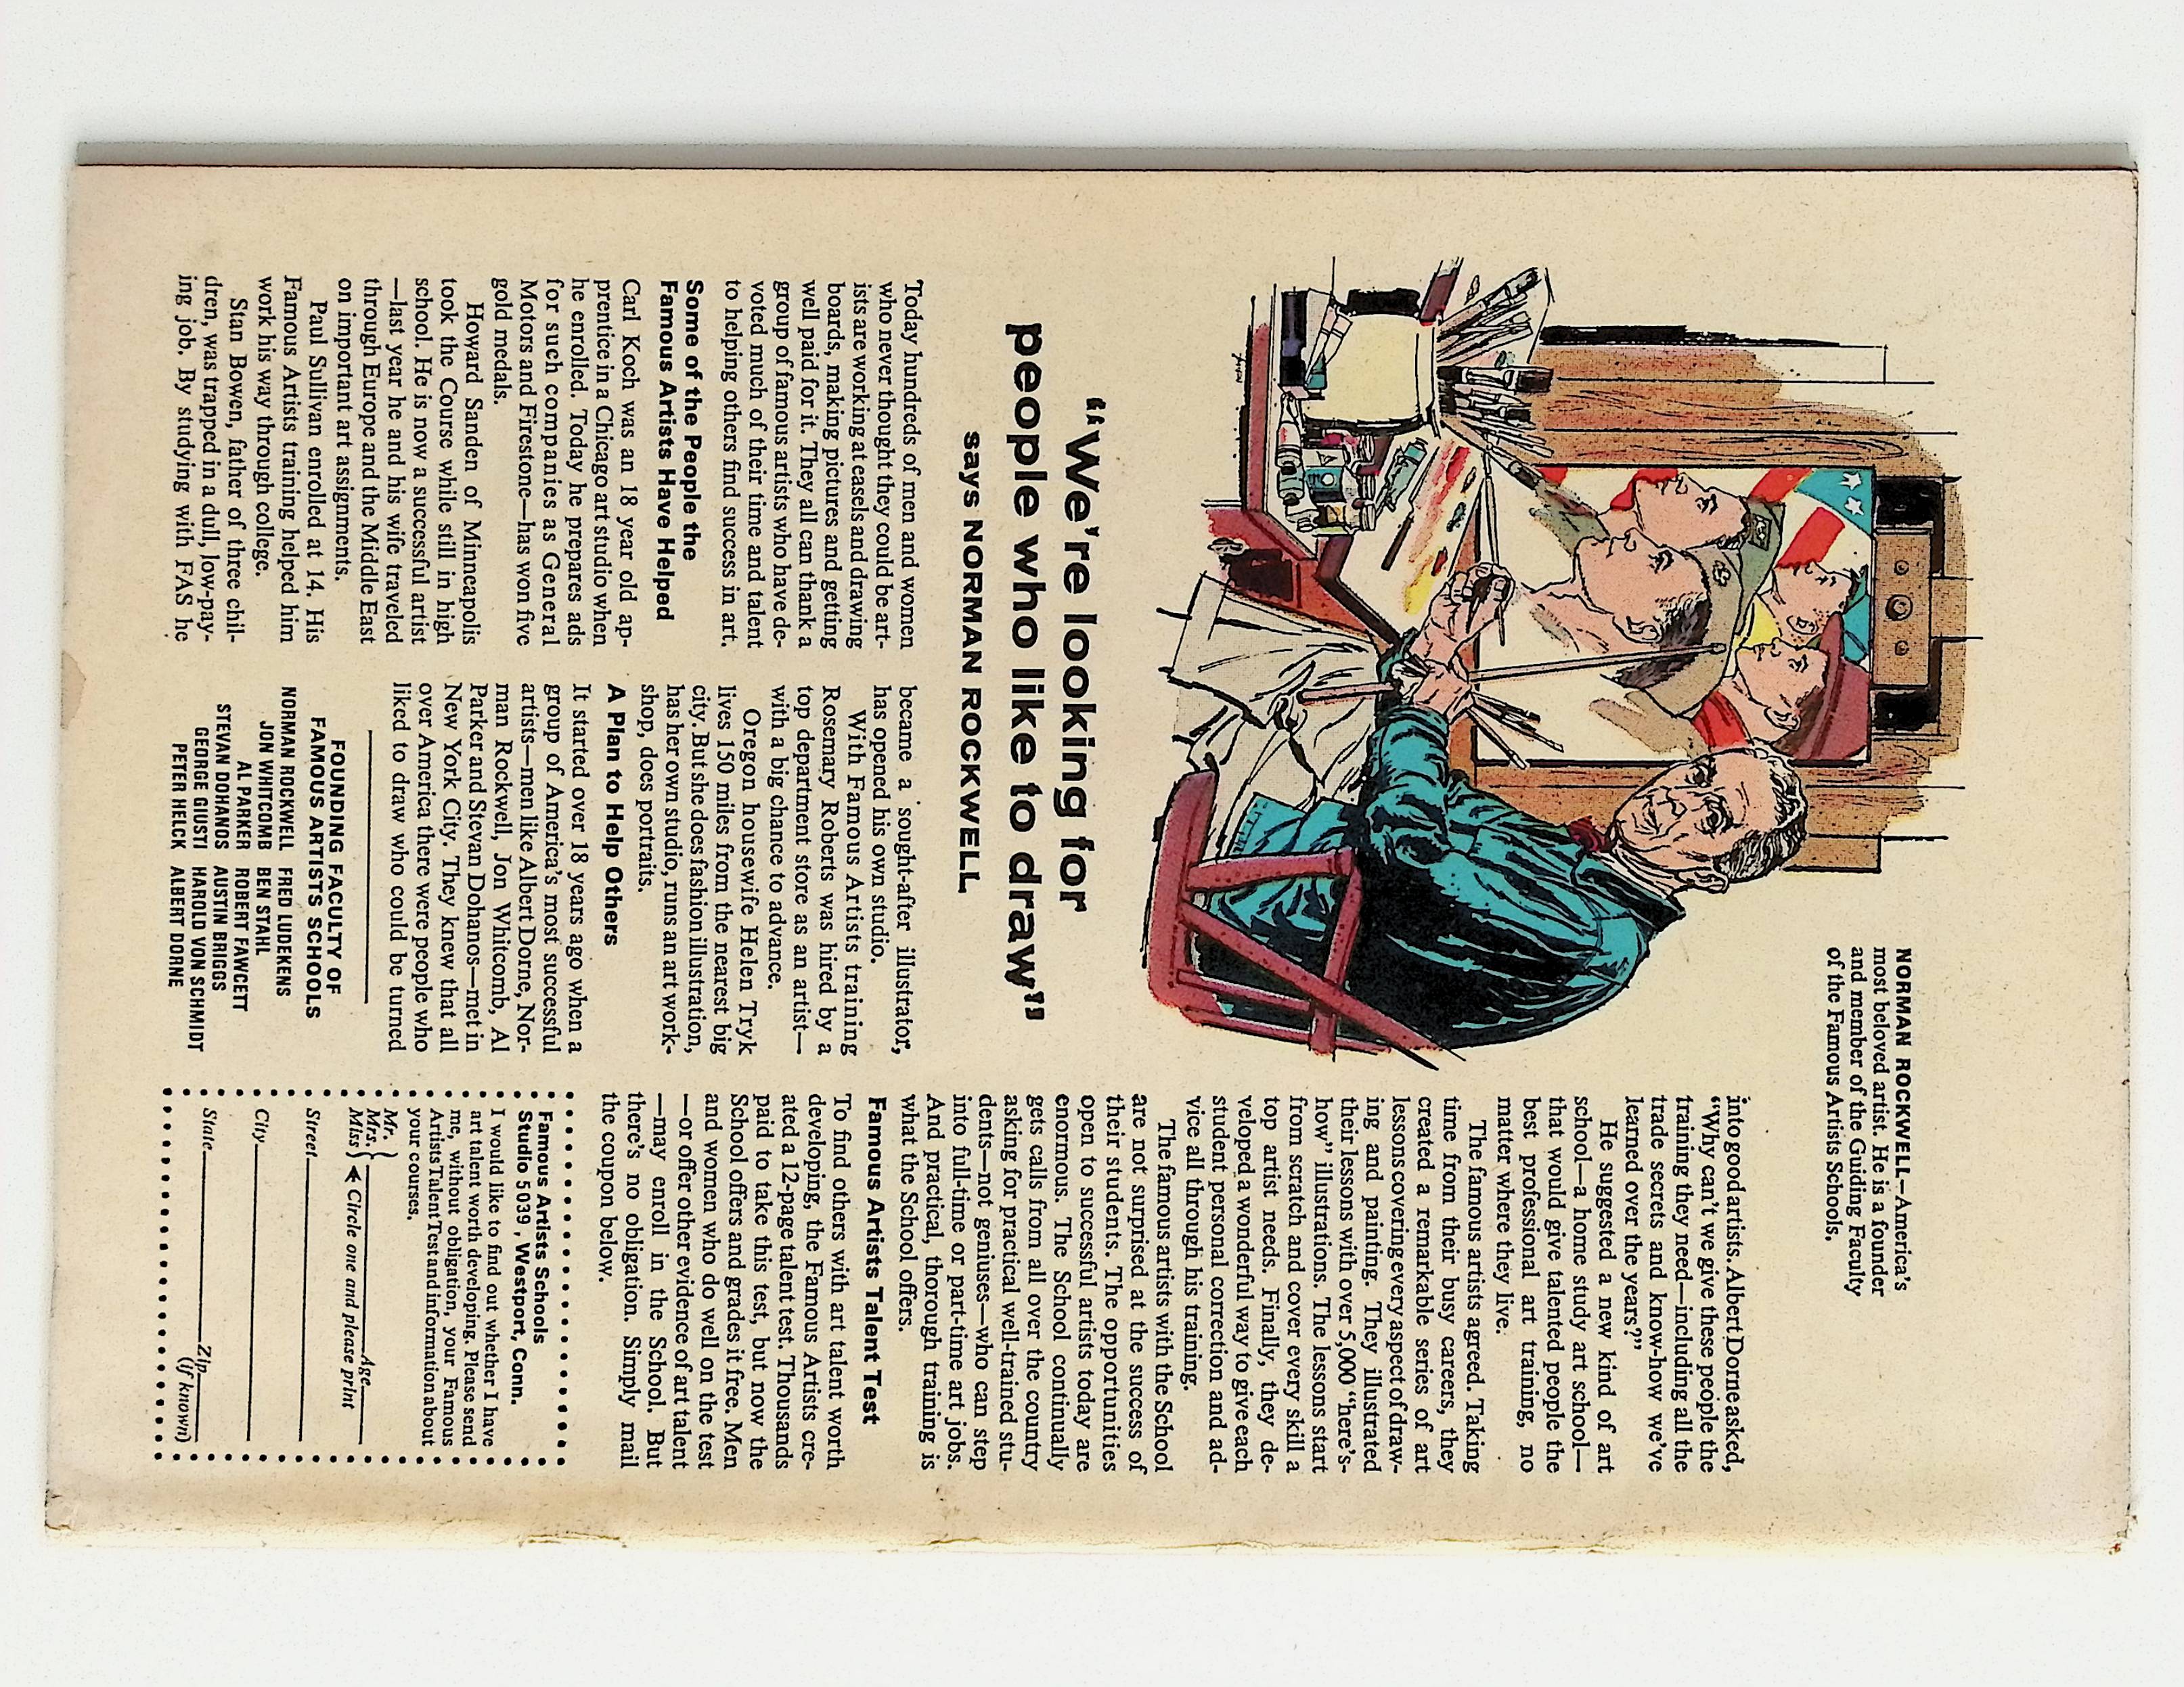 NORMAN ROCKWELL—America's
most beloved artist. He is a founder
and member of the Guiding Faculty
of the Famous Artists Schools.
"We're looking for
people who like to draw"
says NORMAN ROCKWELL
Today hundreds of men and women
who never thought they could be art-
ists are working at easels and drawing
boards, making pictures and getting
well paid for it. They all can thank a
group of famous artists who have de-
voted much of their time and talent
to helping others find success in art.
Some of the People the
Famous Artists Have Helped
Carl Koch was an 18 year old ap-
prentice in a Chicago art studio when
he enrolled. Today he prepares ads
for such companies as General
Motors and Firestone—has won five
gold medals.
Howard Sanden of Minneapolis
took the Course while still in high
school. He is now a successful artist
—last year he and his wife traveled
through Europe and the Middle East
on important art assignments.
Paul Sullivan enrolled at 14. His
Famous Artists training helped him
work his way through college.
Stan Bowen, father of three chil-
dren, was trapped in a dull, low-pay-
ing job. By studying with FAS he
became a sought-after illustrator,
has opened his own studio.
With Famous Artists training
Rosemary Roberts was hired by a
top department store as an artist—
with a big chance to advance.
Oregon housewife Helen Tryk
lives 150 miles from the nearest big
city. But she does fashion illustration,
has her own studio, runs an art work-
shop, does portraits.
A Plan to Help Others
It started over 18 years ago when a
group of America's most successful
artists—men like Albert Dorne, Nor-
man Rockwell, Jon Whitcomb, Al
Parker and Stevan Dohanos—met in
New York City. They knew that all
over America there were people who
liked to draw who could be turned
FOUNDING FACULTY OF
FAMOUS ARTISTS SCHOOLS
NORMAN ROCKWELL FRED LUDEKENS
JON WHITCOMB BEN STAHL
AL PARKER ROBERT FAWCETT
STEVAN DOHANOS AUSTIN BRIGGS
GEORGE GIUSTI HAROLD VON SCHMIDT
PETER HELCK ALBERT DORNE
into good artists. Albert Dorne asked,
"Why can't we give these people the
training they need—including all the
trade secrets and know-how we've
learned over the years?"
He suggested a new kind of art
school—a home study art school—
that would give talented people the
best professional art training, no
matter where they live.
The famous artists agreed. Taking
time from their busy careers, they
created a remarkable series of art
lessons covering every aspect of draw-
ing and painting. They illustrated
their lessons with over 5,000 "here's-
how" illustrations. The lessons start
from scratch and cover every skill a
top artist needs. Finally, they de-
veloped a wonderful way to give each
student personal correction and ad-
vice all through his training.
The famous artists with the School
are not surprised at the success of
their students. The opportunities
open to successful artists today are
enormous. The School continually
gets calls from all over the country
asking for practical well-trained stu-
dents—not geniuses—who can step
into full-time or part-time art jobs.
And practical, thorough training is
what the School offers.
Famous Artists Talent Test
To find others with art talent worth
developing, the Famous Artists cre-
ated a 12-page talent test. Thousands
paid to take this test, but now the
School offers and grades it free. Men
and women who do well on the test
—or offer other evidence of art talent
—may enroll in the School. But
there's no obligation. Simply mail
the coupon below.
Famous Artists Schools
Studio 5039, Westport, Conn.
I would like to find out whether I have
art talent worth developing. Please send
me, without obligation, your Famous
Artists Talent Test and information about
your courses.
Mr.
Mrs. Age
Miss Circle one and please print
Street
City
State Zip
(if known)